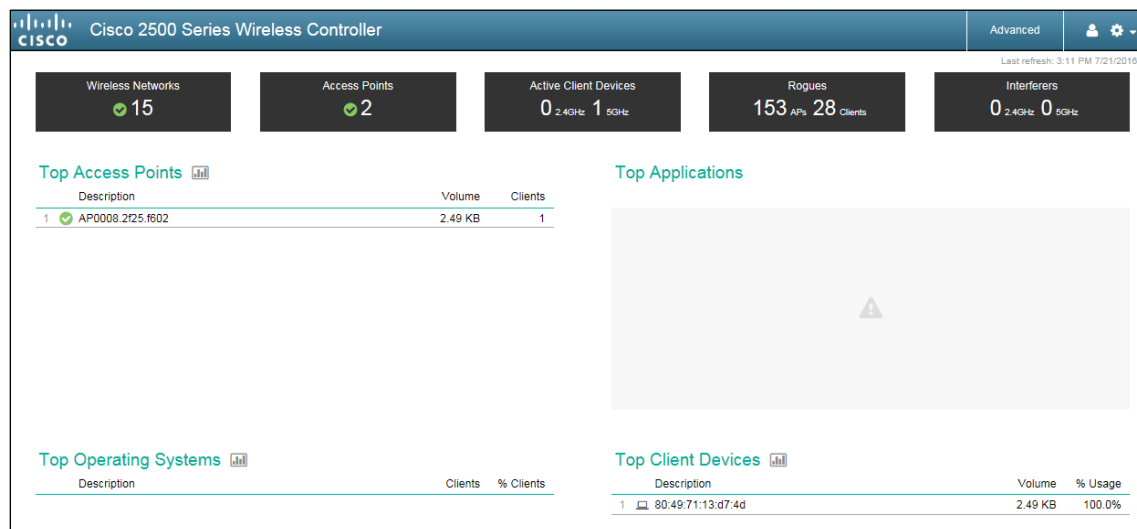 CISCO Cisco 2500 Series Wireless Controller Advanced
Last refresh: 3:11 PM 7/21/2016
Wireless Networks Access Points Active Client Devices Rogues Interferers
15 2 0 2.4GHz 1 5GHz 153 APs 28 Clients 0 2.4GHz 0 5GHz
Top Access Points
Description Volume Clients
1 AP0008.2f25.f602 2.49 KB 1
Top Applications
Top Operating Systems
Description Clients % Clients
Top Client Devices
Description Volume % Usage
1 80:49:71:13:d7:4d 2.49 KB 100.0%